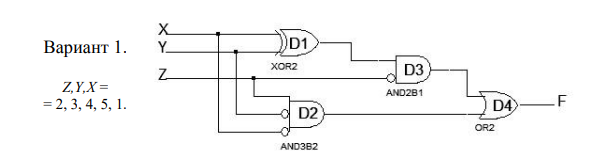 X
Вариант 1.
Y
D1
XOR2
D3
Z
AND2B1
Z,Y,X =
= 2, 3, 4, 5, 1.
D2
D4
F
OR2
AND3B2